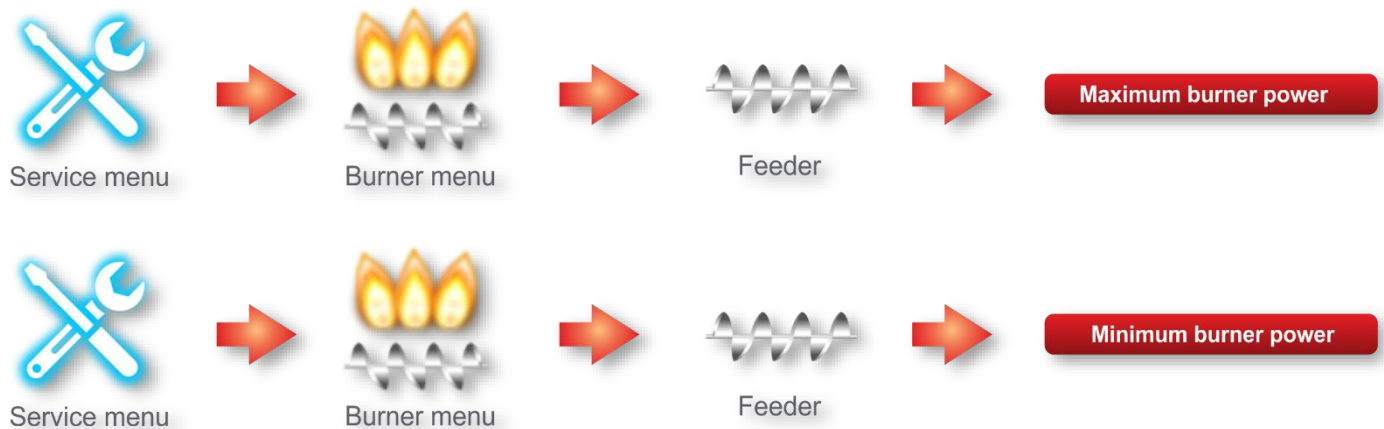 Maximum burner power
Service menu
Burner menu
Feeder
Minimum burner power
Service menu
Burner menu
Feeder